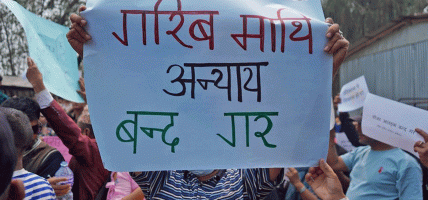 गरिब माथि
अन्याय
बन्द गर